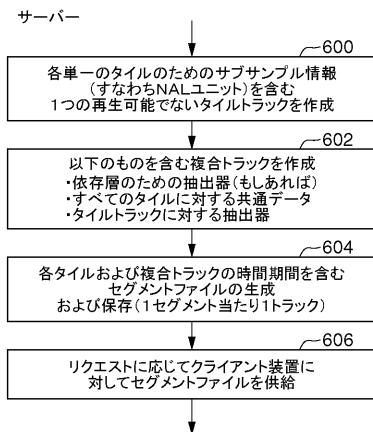 サーバー
600
各単一のタイルのためのサブサンプル情報
(すなわちNALユニット)を含む
1つの再生可能でないタイルトラックを作成
602
以下のものを含む複合トラックを作成
・依存層のための抽出器(もしあれば)
・すべてのタイルに対する共通データ
・タイルトラックに対する抽出器
604
各タイルおよび複合トラックの時間期間を含む
セグメントファイルの生成
および保存(1セグメント当たり1トラック)
606
リクエストに応じてクライアント装置に
対してセグメントファイルを供給